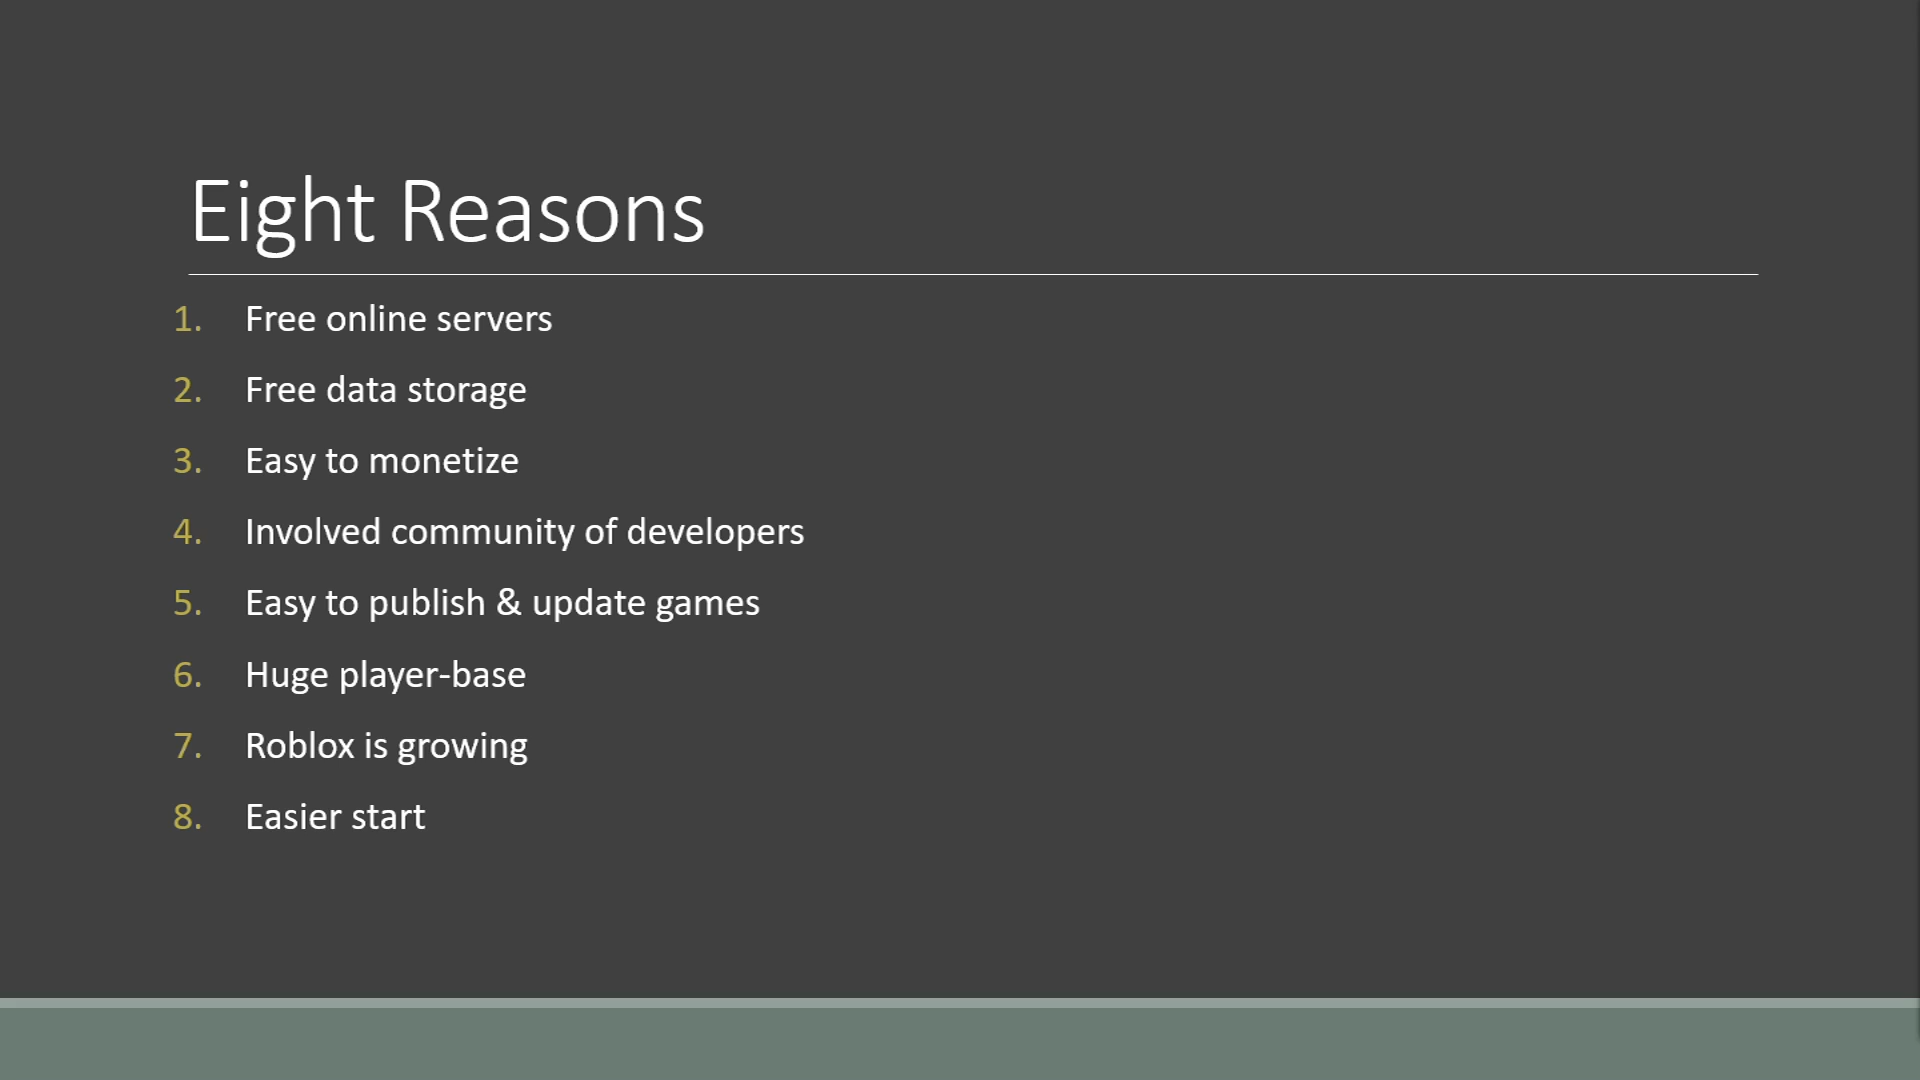 Eight Reasons
1. Free online servers
2. Free data storage
3. Easy to monetize
4. Involved community of developers
5. Easy to publish & update games
6. Huge player-base
7. Roblox is growing
8. Easier start